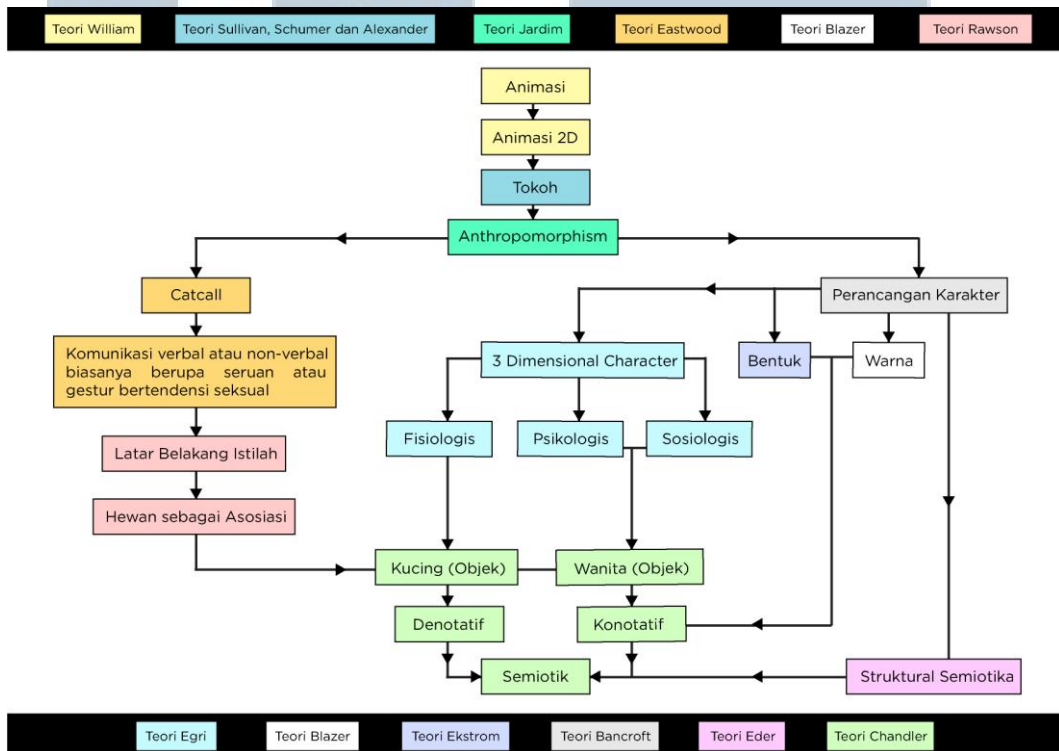 Teori William
Teori Sullivan, Schumer dan Alexander
Teori Jardim
Teori Eastwood
Teori Blazer
Teori Rawson
Animasi
Animasi 2D
Tokoh
Anthropomorphism
Catcall
Perancangan Karakter
Komunikasi verbal atau non-verbal
biasanya berupa seruan atau
gestur bertendensi seksual
3 Dimensional Character
Bentuk
Warna
Latar Belakang Istilah
Fisiologis
Psikologis
Sosiologis
Hewan sebagai Asosiasi
Kucing (Objek)
Wanita (Objek)
Denotatif
Konotatif
Semiotik
Struktural Semiotika
Teori Egri
Teori Blazer
Teori Ekstrom
Teori Bancroft
Teori Eder
Teori Chandler